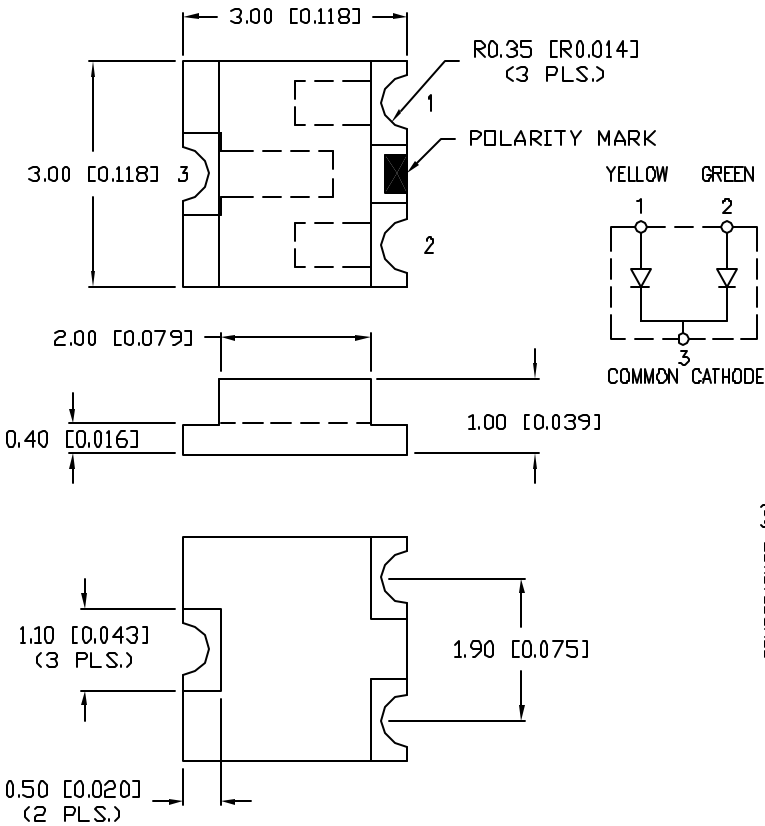 3.00 [0.118]
R0.35 [R0.014]
(3 PLS.)
1
POLARITY MARK
3.00 [0.118]
3
2
YELLOW GREEN
1 2
3
COMMON CATHODE
2.00 [0.079]
1.00 [0.039]
0.40 [0.016]
1.10 [0.043]
(3 PLS.)
1.90 [0.075]
0.50 [0.020]
(2 PLS.)